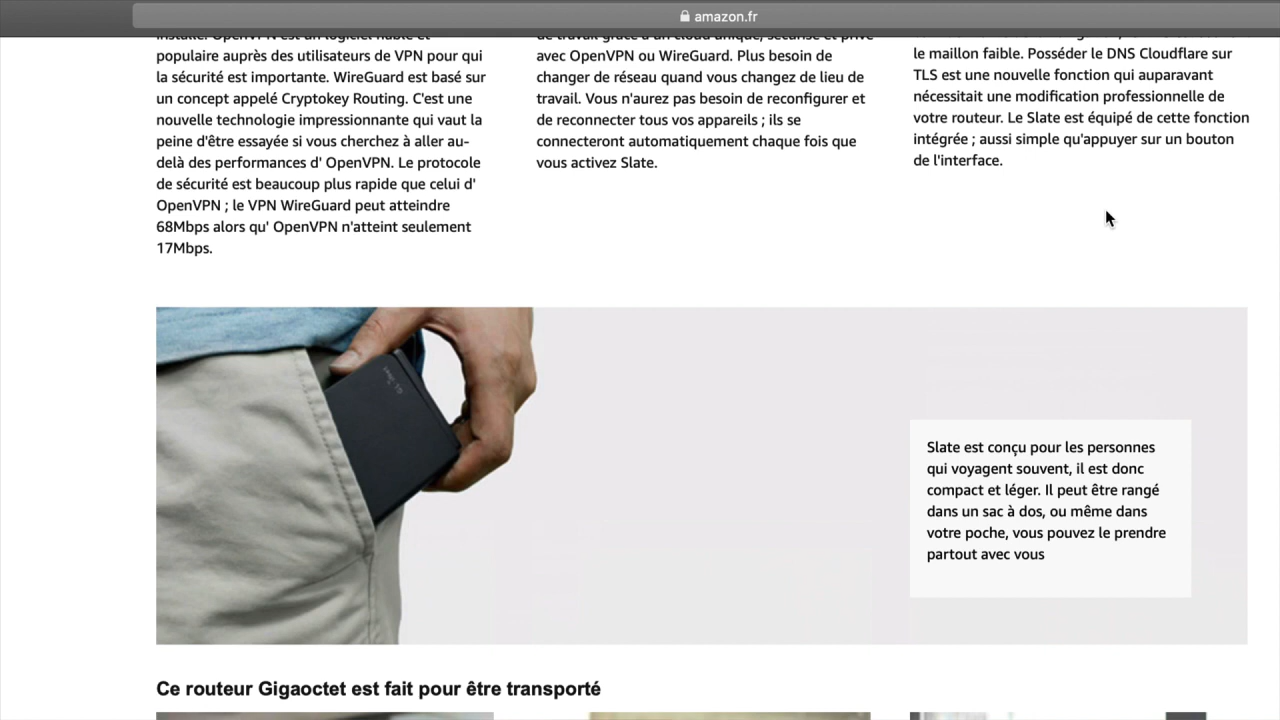 amazon.fr
installé. OpenVPN est un logiciel fiable et
populaire auprès des utilisateurs de VPN pour qui
la sécurité est importante. WireGuard est basé sur
un concept appelé Cryptokey Routing. C'est une
nouvelle technologie impressionnante qui vaut la
peine d'être essayée si vous cherchez à aller au-
delà des performances d' OpenVPN. Le protocole
de sécurité est beaucoup plus rapide que celui d'
OpenVPN ; le VPN WireGuard peut atteindre
68Mbps alors qu' OpenVPN n'atteint seulement
17Mbps.
de travail grâce à un cloud unique, sécurisé et privé
avec OpenVPN ou WireGuard. Plus besoin de
changer de réseau quand vous changez de lieu de
travail. Vous n'aurez pas besoin de reconfigurer et
de reconnecter tous vos appareils ; ils se
connecteront automatiquement chaque fois que
vous activez Slate.
le maillon faible. Posséder le DNS Cloudflare sur
TLS est une nouvelle fonction qui auparavant
nécessitait une modification professionnelle de
votre routeur. Le Slate est équipé de cette fonction
intégrée ; aussi simple qu'appuyer sur un bouton
de l'interface.
Slate est conçu pour les personnes
qui voyagent souvent, il est donc
compact et léger. Il peut être rangé
dans un sac à dos, ou même dans
votre poche, vous pouvez le prendre
partout avec vous
Ce routeur Gigaoctet est fait pour être transporté